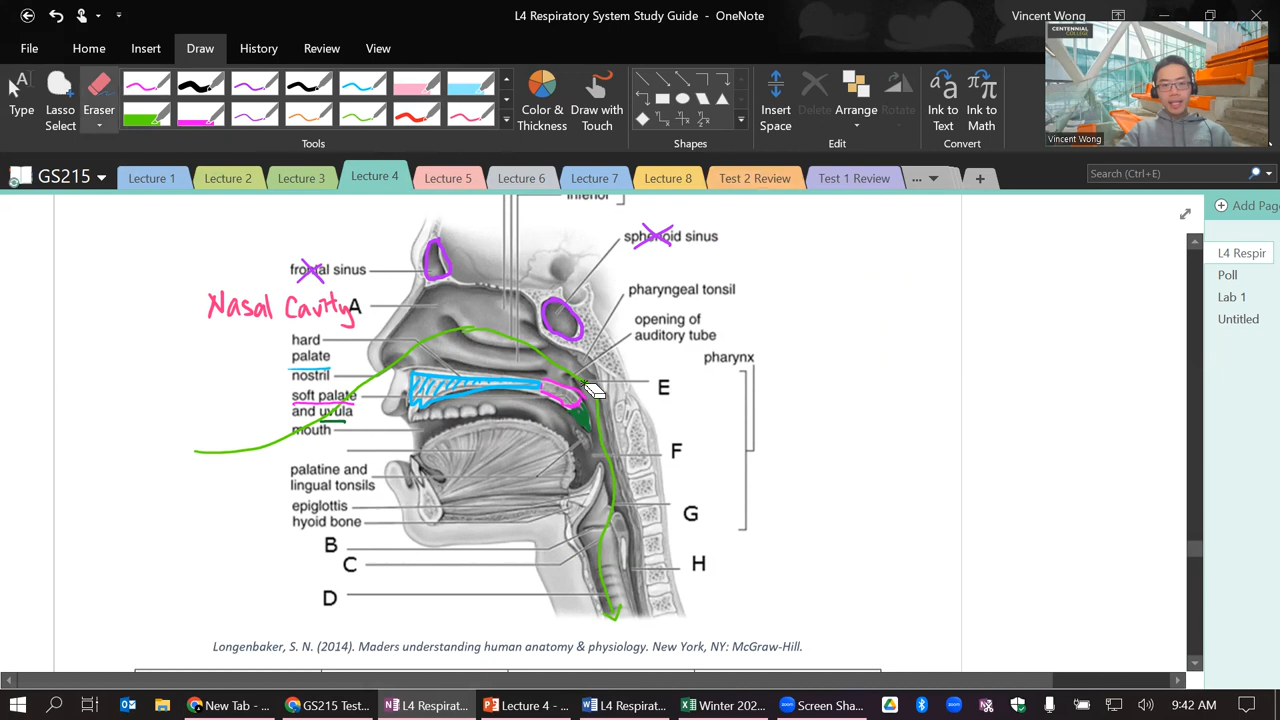 L4 Respiratory System Study Guide - OneNote
Vincent Wong
File Home Insert Draw History Review View
CENTENNIAL
COLLEGE
Vincent Wong
Type
Lasso
Select
Eraser
Color &
Thickness
Draw with
Touch
Insert
Space
Delete
Arrange
Rotate
Ink to
Text
Ink to
Math
Tools
Shapes
Edit
Convert
GS215
Lecture 1 Lecture 2 Lecture 3 Lecture 4 Lecture 5 Lecture 6 Lecture 7 Lecture 8 Test 2 Review Test 1 Review ...
Search (Ctrl+E)
Add Pag
L4 Respir
Poll
Lab 1
Untitled
inferior
sphenoid sinus
frontal sinus
Nasal Cavity A
pharyngeal tonsil
opening of
auditory tube
pharynx
hard
palate
nostril
soft palate
and uvula
mouth
palatine and
lingual tonsils
epiglottis
hyoid bone
B
C
D
E
F
G
H
Longenbaker, S. N. (2014). Maders understanding human anatomy & physiology. New York, NY: McGraw-Hill.
New Tab -
GS215 Test...
L4 Respirat...
Lecture 4 -...
L4 Respirat...
Winter 202...
Screen Shar...
9:42 AM